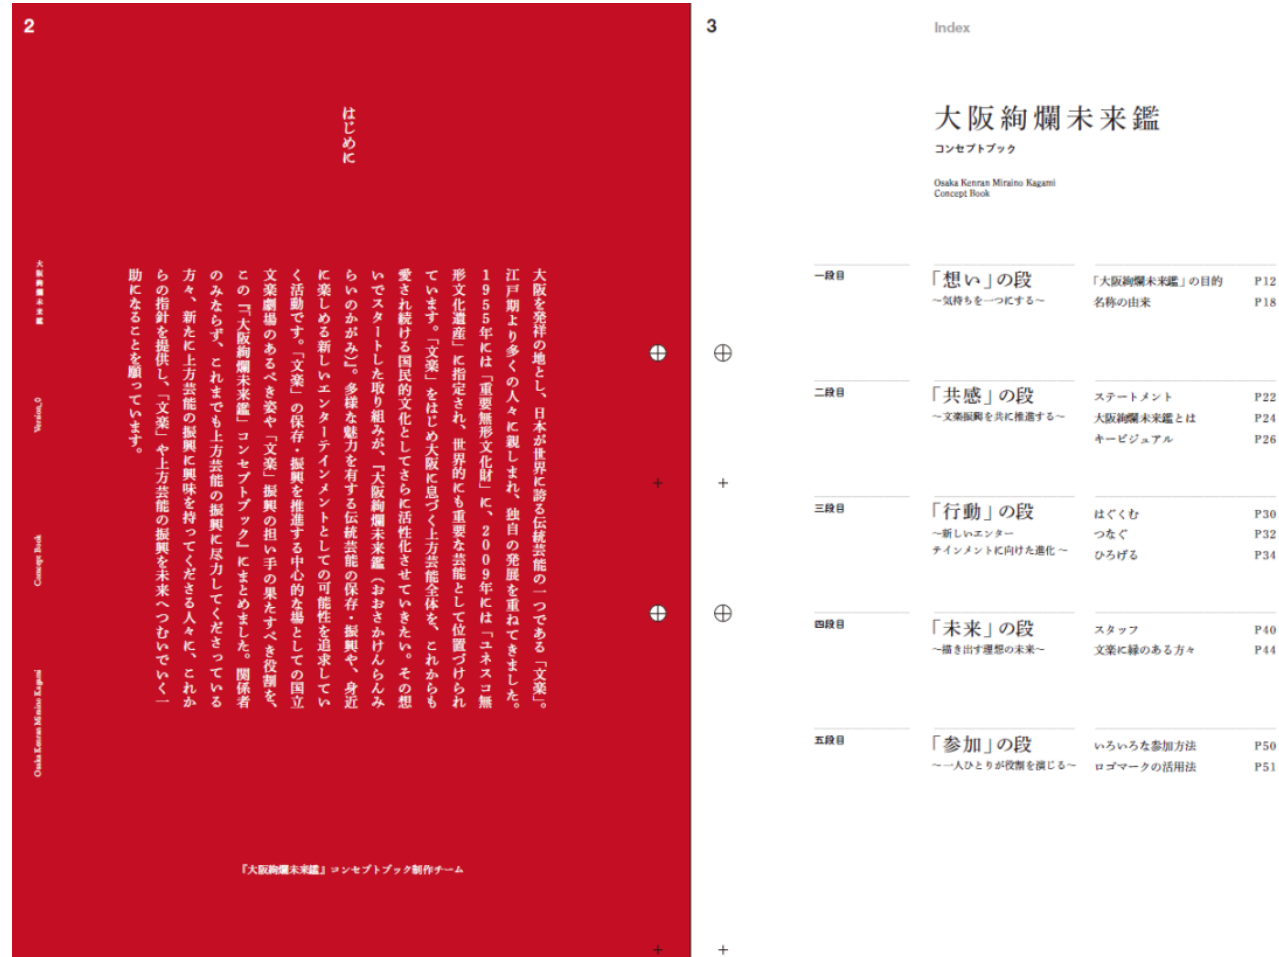 2
はじめに
大阪を発祥の地とし、日本が世界に誇る伝統芸能の一つである「文楽」。
江戸期より多くの人々に親しまれ、独自の発展を重ねてきました。
1955年には「重要無形文化財」に、2009年には「ユネスコ無
形文化遺産」に指定され、世界的にも重要な芸能として位置づけられ
ています。「文楽」をはじめ大阪に息づく上方芸能全体を、これからも
愛され続ける国民的文化としてさらに活性化させていきたい。その想
いでスタートした取り組みが、『大阪絢爛未来鑑（おおさかけんらんみ
らいのかがみ）』。多様な魅力を有する伝統芸能の保存・振興や、身近
に楽しめる新しいエンターテインメントとしての可能性を追求してい
く活動です。「文楽」の保存・振興を推進する中心的な場としての国立
文楽劇場のあるべき姿や「文楽」振興の担い手の果たすべき役割を、
この『「大阪絢爛未来鑑」コンセプトブック』にまとめました。関係者
のみならず、これまでも上方芸能の振興に尽力してくださっている
方々、新たに上方芸能の振興に興味を持ってくださる人々に、これか
らの指針を提供し、「文楽」や上方芸能の振興を未来へつむいでいく一
助になることを願っています。
『大阪絢爛未来鑑』コンセプトブック制作チーム
大阪絢爛未来鑑
Version_0
Concept Book
Osaka Kenran Miraino Kagami
3
Index
大阪絢爛未来鑑
コンセプトブック
Osaka Kenran Miraino Kagami
Concept Book
一段目
「想い」の段
〜気持ちを一つにする〜
「大阪絢爛未来鑑」の目的 P12
名称の由来 P18
二段目
「共感」の段
〜文楽振興を共に推進する〜
ステートメント P22
大阪絢爛未来鑑とは P24
キービジュアル P26
三段目
「行動」の段
〜新しいエンター
テインメントに向けた進化〜
はぐくむ P30
つなぐ P32
ひろげる P34
四段目
「未来」の段
〜描き出す理想の未来〜
スタッフ P40
文楽に縁のある方々 P44
五段目
「参加」の段
〜一人ひとりが役割を演じる〜
いろいろな参加方法 P50
ロゴマークの活用法 P51